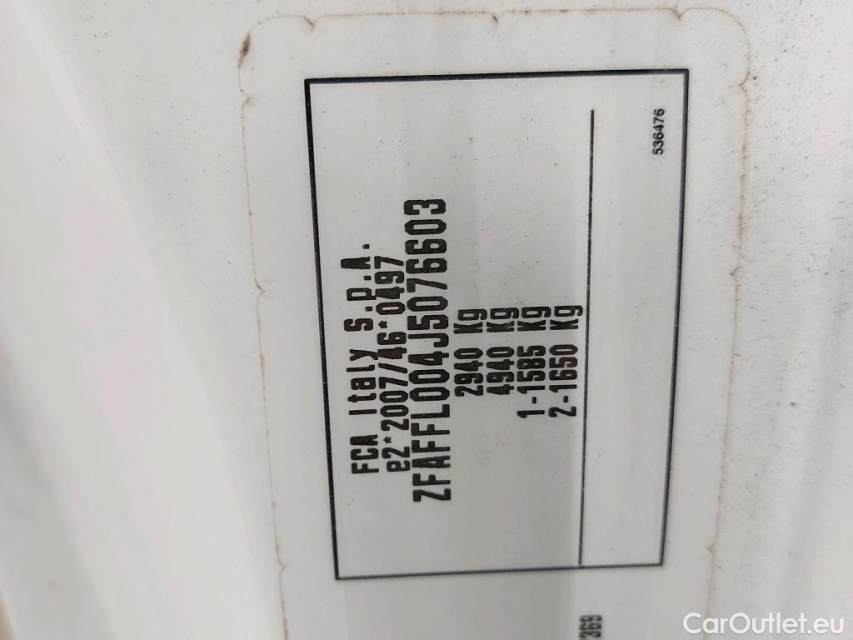 FCA Italy S.p.A.
e2*2007/46*0497
ZFAFFL004J5076603
2940 Kg
4940 Kg
1-1585 Kg
2-1650 Kg
536476
369
CarOutlet.eu